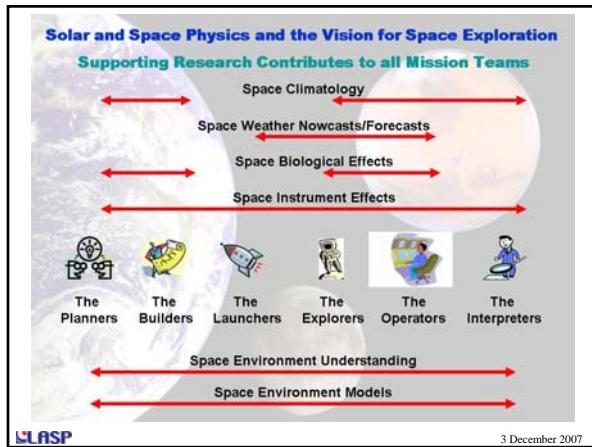 Solar and Space Physics and the Vision for Space Exploration
Supporting Research Contributes to all Mission Teams
Space Climatology
Space Weather Nowcasts/Forecasts
Space Biological Effects
Space Instrument Effects
The Planners
The Builders
The Launchers
The Explorers
The Operators
The Interpreters
Space Environment Understanding
Space Environment Models
LASP
3 December 2007